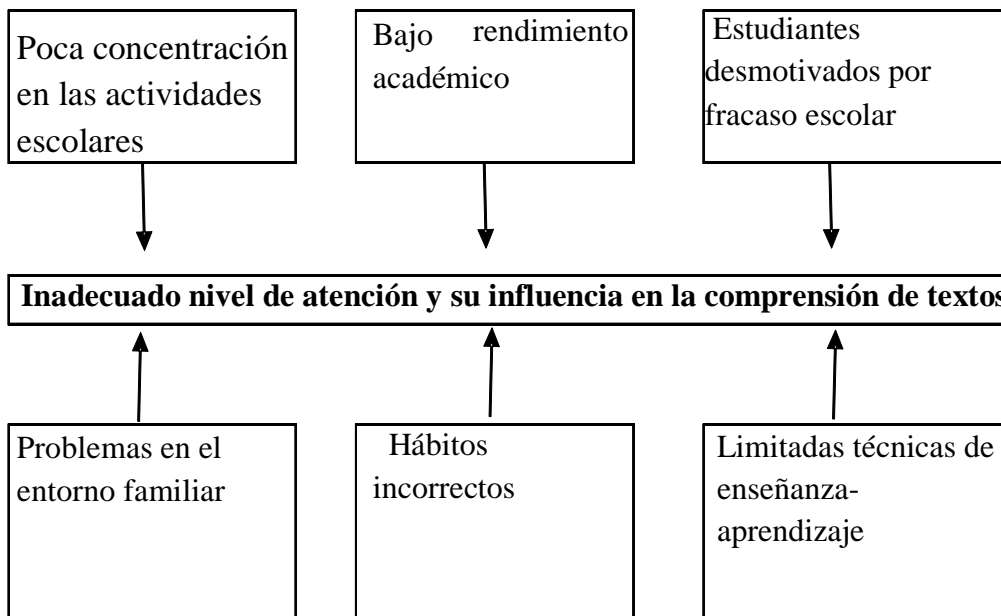 Poca concentración
en las actividades
escolares
Bajo rendimiento
académico
Estudiantes
desmotivados por
fracaso escolar
Inadecuado nivel de atención y su influencia en la comprensión de textos
Problemas en el
entorno familiar
Hábitos
incorrectos
Limitadas técnicas de
enseñanza-
aprendizaje